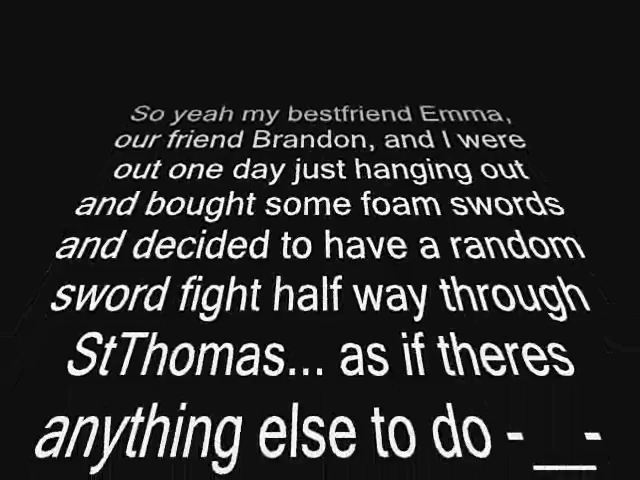 So yeah my bestfriend Emma,
our friend Brandon, and I were
out one day just hanging out
and bought some foam swords
and decided to have a random
sword fight half way through
StThomas... as if theres
anything else to do -__-